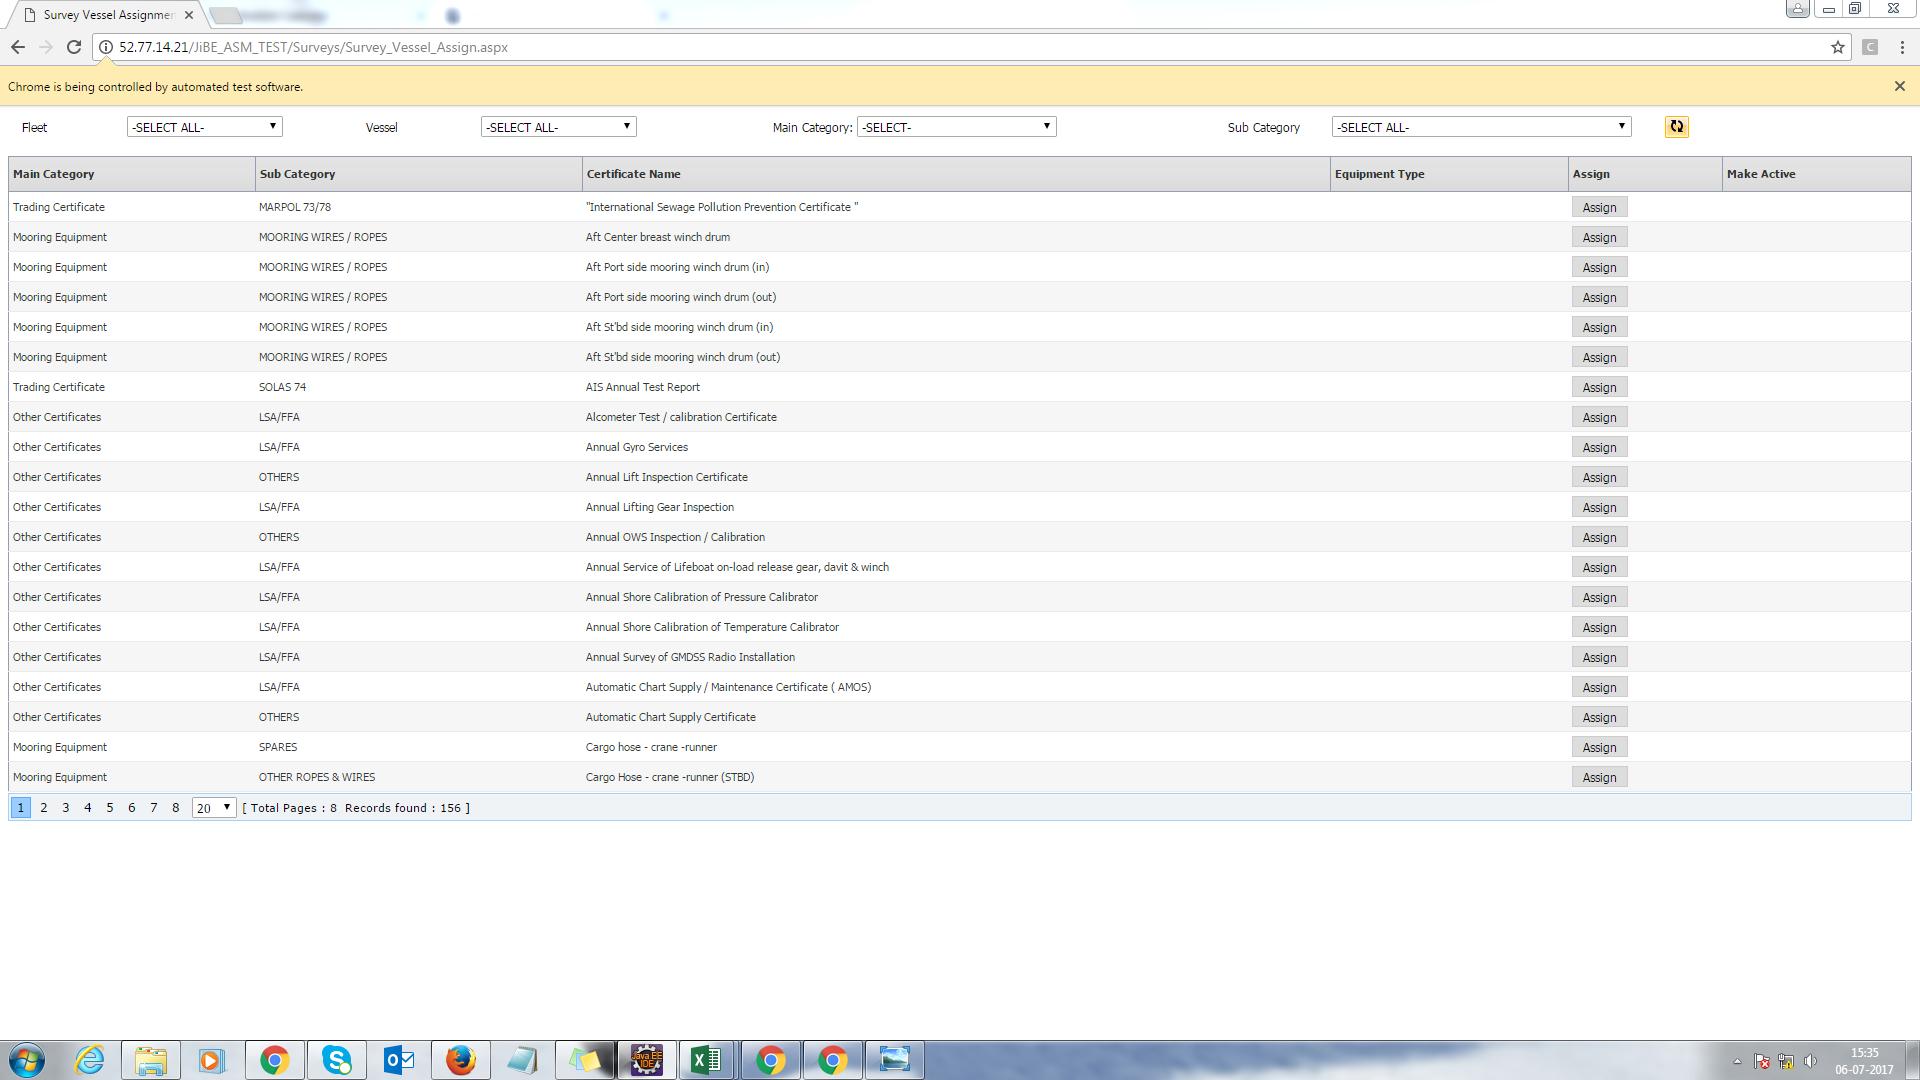 Survey Vessel Assignmen
52.77.14.21/JiBE_ASM_TEST/Surveys/Survey_Vessel_Assign.aspx
C
Chrome is being controlled by automated test software.
Fleet -SELECT ALL- Vessel -SELECT ALL- Main Category: -SELECT- Sub Category -SELECT ALL-
Main Category Sub Category Certificate Name Equipment Type Assign Make Active
Trading Certificate MARPOL 73/78 "International Sewage Pollution Prevention Certificate " Assign
Mooring Equipment MOORING WIRES / ROPES Aft Center breast winch drum Assign
Mooring Equipment MOORING WIRES / ROPES Aft Port side mooring winch drum (in) Assign
Mooring Equipment MOORING WIRES / ROPES Aft Port side mooring winch drum (out) Assign
Mooring Equipment MOORING WIRES / ROPES Aft St'bd side mooring winch drum (in) Assign
Mooring Equipment MOORING WIRES / ROPES Aft St'bd side mooring winch drum (out) Assign
Trading Certificate SOLAS 74 AIS Annual Test Report Assign
Other Certificates LSA/FFA Alcometer Test / calibration Certificate Assign
Other Certificates LSA/FFA Annual Gyro Services Assign
Other Certificates OTHERS Annual Lift Inspection Certificate Assign
Other Certificates LSA/FFA Annual Lifting Gear Inspection Assign
Other Certificates OTHERS Annual OWS Inspection / Calibration Assign
Other Certificates LSA/FFA Annual Service of Lifeboat on-load release gear, davit & winch Assign
Other Certificates LSA/FFA Annual Shore Calibration of Pressure Calibrator Assign
Other Certificates LSA/FFA Annual Shore Calibration of Temperature Calibrator Assign
Other Certificates LSA/FFA Annual Survey of GMDSS Radio Installation Assign
Other Certificates LSA/FFA Automatic Chart Supply / Maintenance Certificate ( AMOS) Assign
Other Certificates OTHERS Automatic Chart Supply Certificate Assign
Mooring Equipment SPARES Cargo hose - crane -runner Assign
Mooring Equipment OTHER ROPES & WIRES Cargo Hose - crane -runner (STBD) Assign
1 2 3 4 5 6 7 8 20 [ Total Pages : 8 Records found : 156 ]
Java EE
IDE
15:35
06-07-2017